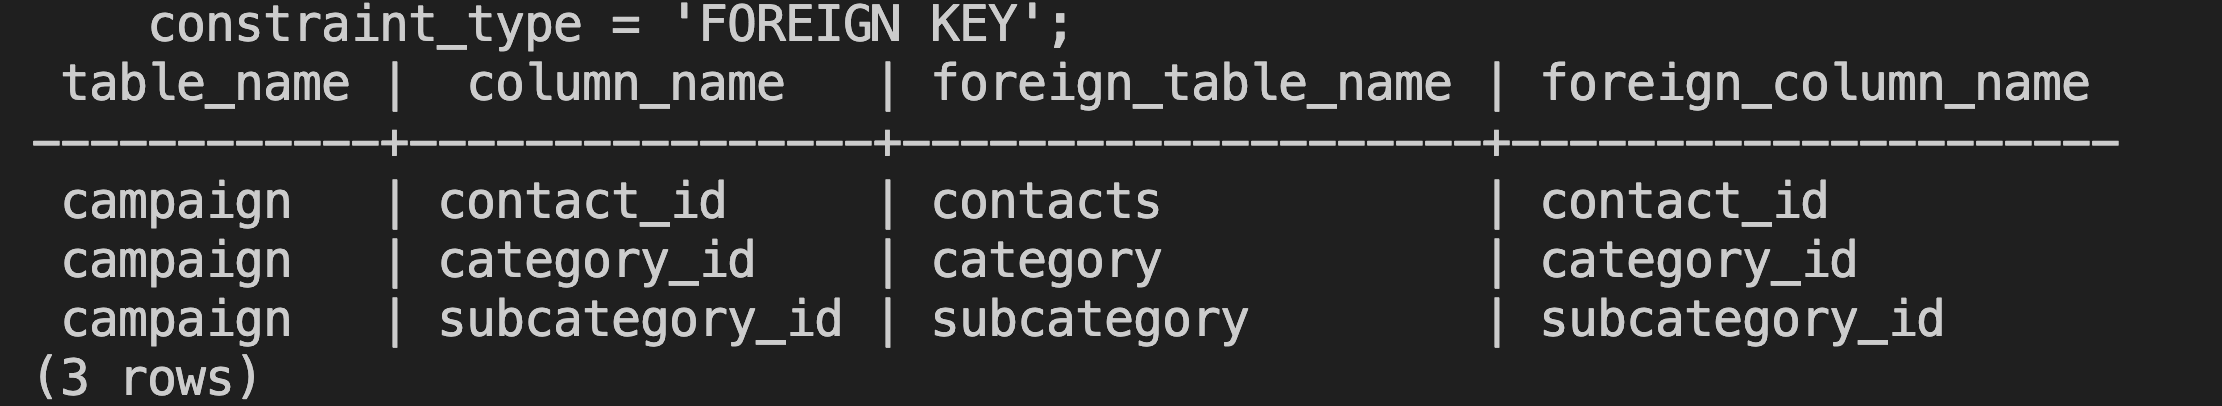 constraint_type = 'FOREIGN KEY';
 table_name |  column_name   | foreign_table_name | foreign_column_name
------------+----------------+--------------------+---------------------
 campaign   | contact_id     | contacts           | contact_id
 campaign   | category_id    | category           | category_id
 campaign   | subcategory_id | subcategory        | subcategory_id
(3 rows)